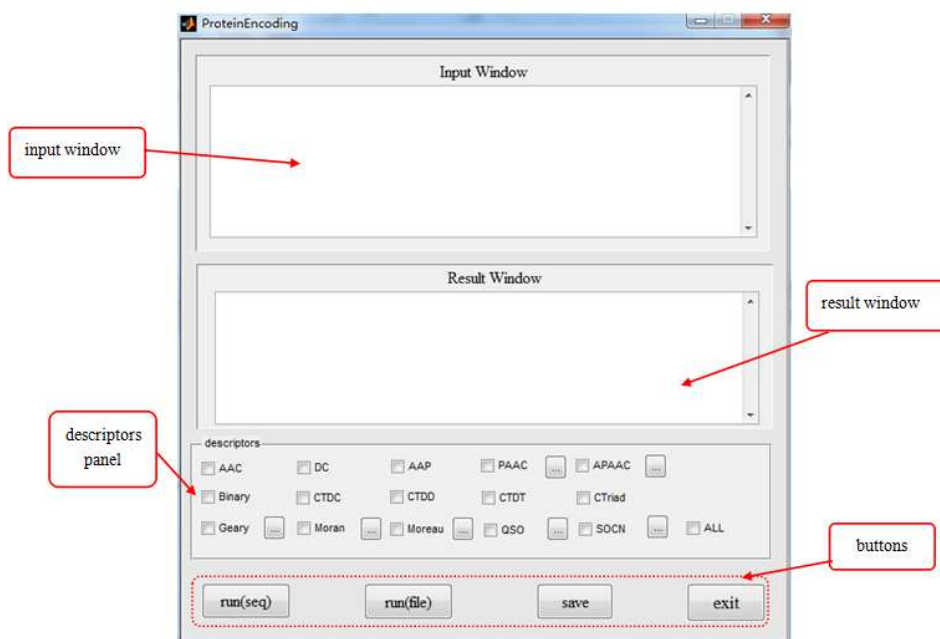 ProteinEncoding
Input Window
input window
Result Window
result window
descriptors
panel
descriptors
AAC DC AAP PAAC ... APAAC ...
Binary CTDC CTDD CTDT CTriad
Geary ... Moran ... Moreau ... QSO ... SOCN ... ALL
buttons
run(seq) run(file) save exit